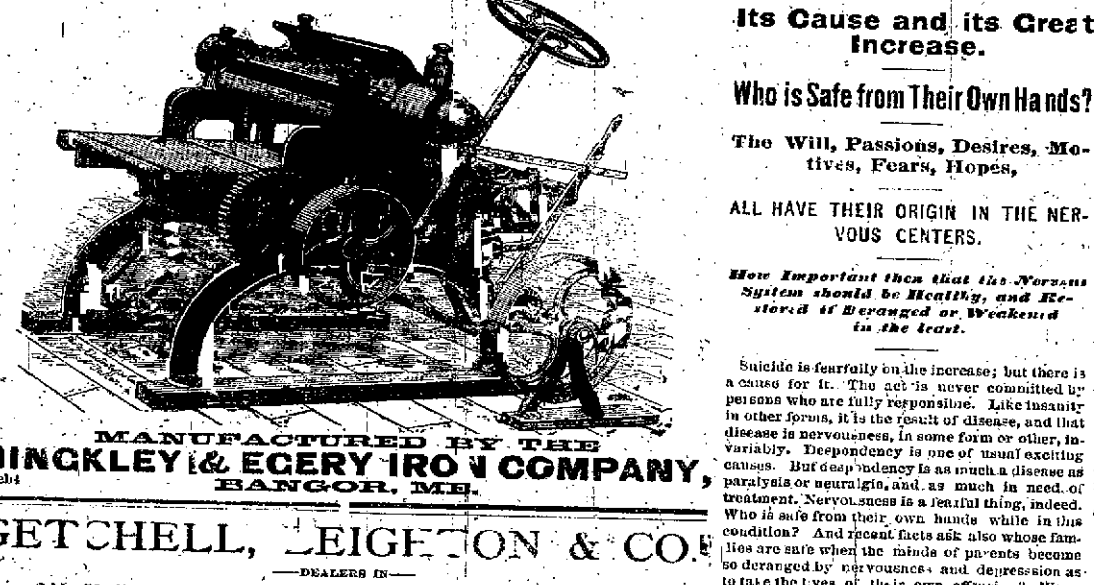 MANUFACTURED BY THE
HINCKLEY & EGERY IRON COMPANY,
BANGOR, ME.
GETCHELL, LEIGHTON & CO.
—DEALERS IN—
Its Cause and its Great
Increase.
Who is Safe from Their Own Hands?
The Will, Passions, Desires, Mo-
tives, Fears, Hopes,
ALL HAVE THEIR ORIGIN IN THE NER-
VOUS CENTERS.
How Important then that the Nervous
System should be Healthy, and Re-
stored if Deranged or Weakened
in the least.
Suicide is fearfully on the increase; but there is
a cause for it. The act is never committed by
persons who are fully responsible. Like insanity
in other forms, it is the result of disease, and that
disease is nervousness, in some form or other, in-
variably. Despondency is one of usual exciting
causes. But despondency is as much a disease as
paralysis or neuralgia, and as much in need of
treatment. Nervousness is a fearful thing, indeed.
Who is safe from their own hands while in this
condition? And recent facts ask also whose fam-
lies are safe when the minds of parents become
so deranged by nervousness and depression as
to take the lives of their own